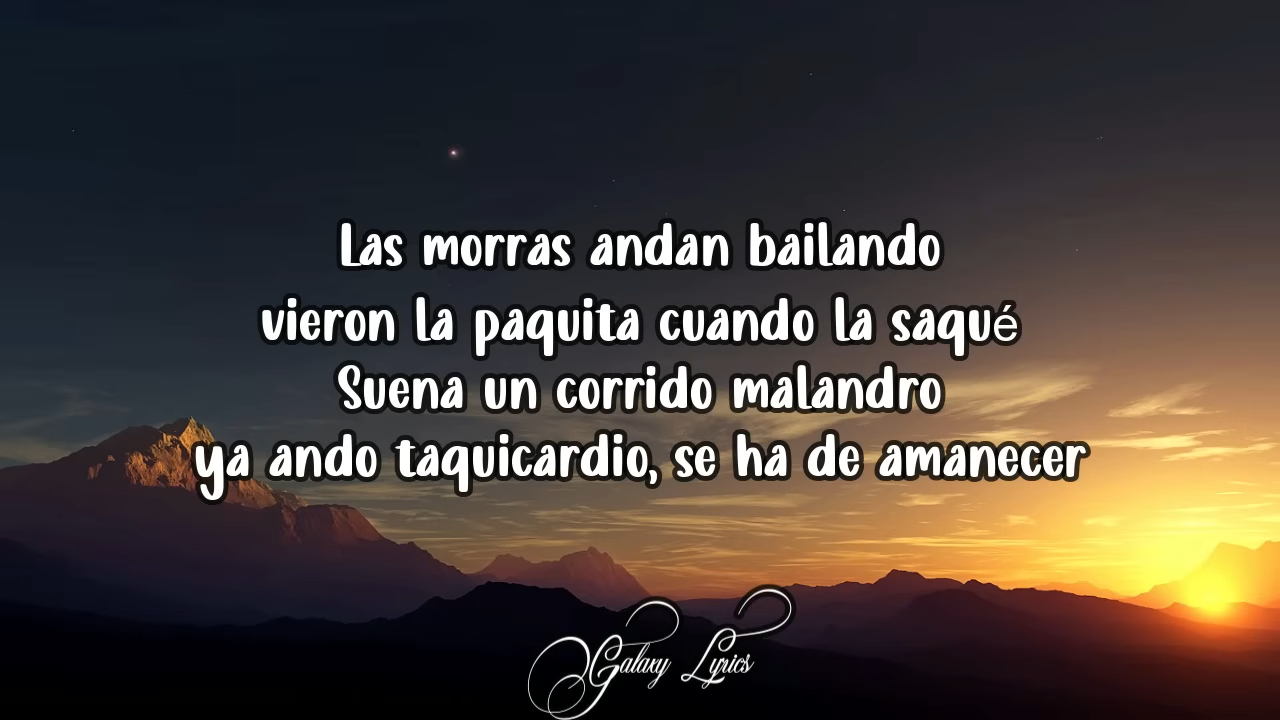 Las morras andan bailando
vieron la paquita cuando la saqué
Suena un corrido malandro
ya ando taquicardio, se ha de amanecer
Galaxy Lyrics